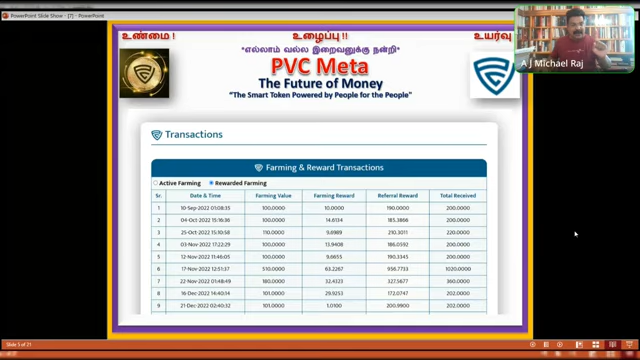 PowerPoint Slide Show - [7] - PowerPoint
உண்மை ! உழைப்பு !! உயர்வு
A J Michael Raj
*எல்லாம் வல்ல இறைவனுக்கு நன்றி
PVC Meta
The Future of Money
"The Smart Token Powered by People for the People"
Transactions
Farming & Reward Transactions
Active Farming Rewarded Farming
Sr. Date & Time Farming Value Farming Reward Referral Reward Total Received
1 10-Sep-2022 01:08:35 100.0000 10.0000 190.0000 200.0000
2 04-Oct-2022 15:16:36 100.0000 14.6134 185.3866 200.0000
3 25-Oct-2022 15:10:58 110.0000 9.6989 210.3011 220.0000
4 03-Nov-2022 17:22:29 100.0000 13.9408 186.0592 200.0000
5 12-Nov-2022 11:46:05 100.0000 9.6655 190.3345 200.0000
6 17-Nov-2022 12:51:37 510.0000 63.2267 956.7733 1020.0000
7 22-Nov-2022 01:48:49 180.0000 32.4323 327.5677 360.0000
8 16-Dec-2022 14:40:14 101.0000 29.9253 172.0747 202.0000
9 21-Dec-2022 02:40:32 101.0000 1.0100 200.9900 202.0000
Slide 5 of 21